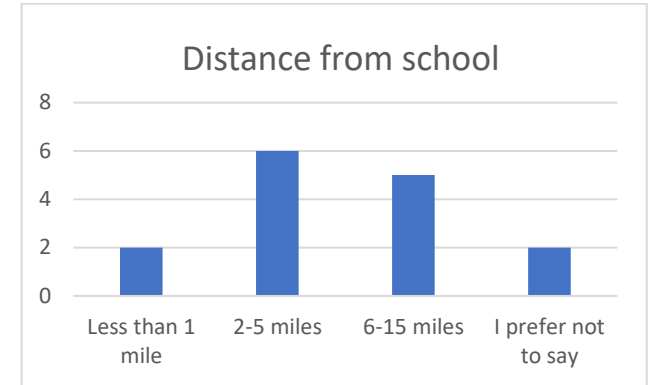 Distance from school
8
6
4
2
0
Less than 1
mile
2-5 miles
6-15 miles
I prefer not
to say